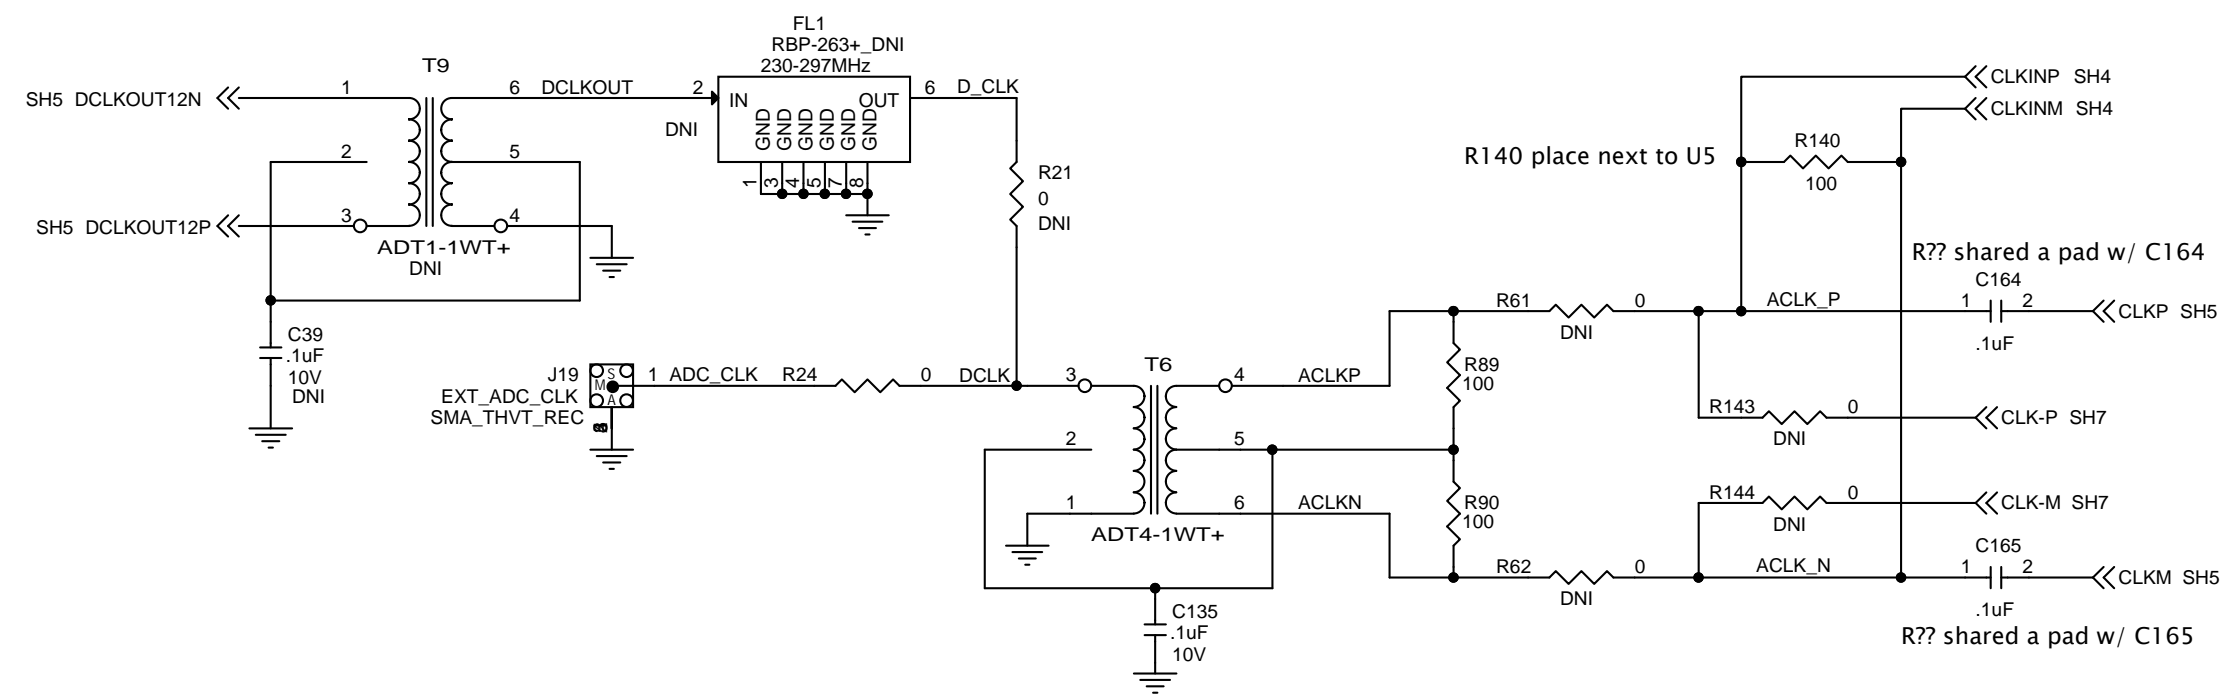 FL1
RBP-263+_DNI
230-297MHz
T9
SH5 DCLKOUT12N
1
6 DCLKOUT
2
IN
OUT
6 D_CLK
DNI
GND GND GND GND GND GND
1 3 4 5 7 8
2
5
SH5 DCLKOUT12P
3
4
ADT1-1WT+
DNI
R21
0
DNI
C39
.1uF
10V
DNI
J19
EXT_ADC_CLK
SMA_THVT_REC
S
M
A
1 ADC_CLK R24 0 DCLK
3
T6
4
ACLKP
2
5
1
6
ACLKN
ADT4-1WT+
C135
.1uF
10V
R89
100
R90
100
R61 0
DNI
R62 0
DNI
CLKINP SH4
CLKINM SH4
R140 place next to U5
R140
100
R?? shared a pad w/ C164
C164
ACLK_P
1 2
CLKP SH5
.1uF
R143 0
DNI
CLK-P SH7
R144 0
DNI
CLK-M SH7
C165
ACLK_N
1 2
CLKM SH5
.1uF
R?? shared a pad w/ C165